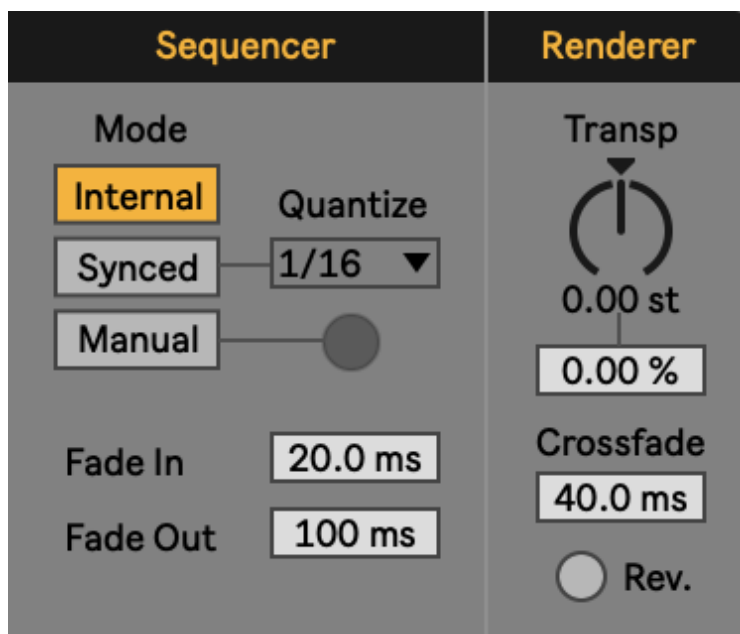 Sequencer
Mode
Internal
Quantize
Synced
1/16
Manual
Fade In
20.0 ms
Fade Out
100 ms
Renderer
Transp
0.00 st
0.00 %
Crossfade
40.0 ms
Rev.